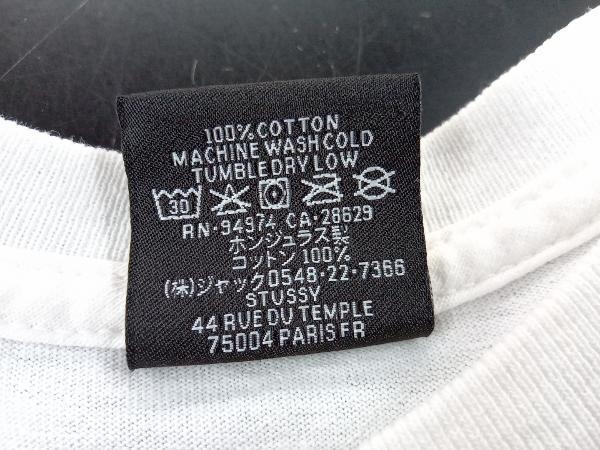 100% COTTON
MACHINE WASH COLD
TUMBLE DRY LOW
30
RN·94974 CA·28629
ホンジュラス製
コットン 100%
(株)ジャック0548·22·7366
STUSSY
44 RUE DU TEMPLE
75004 PARIS FR